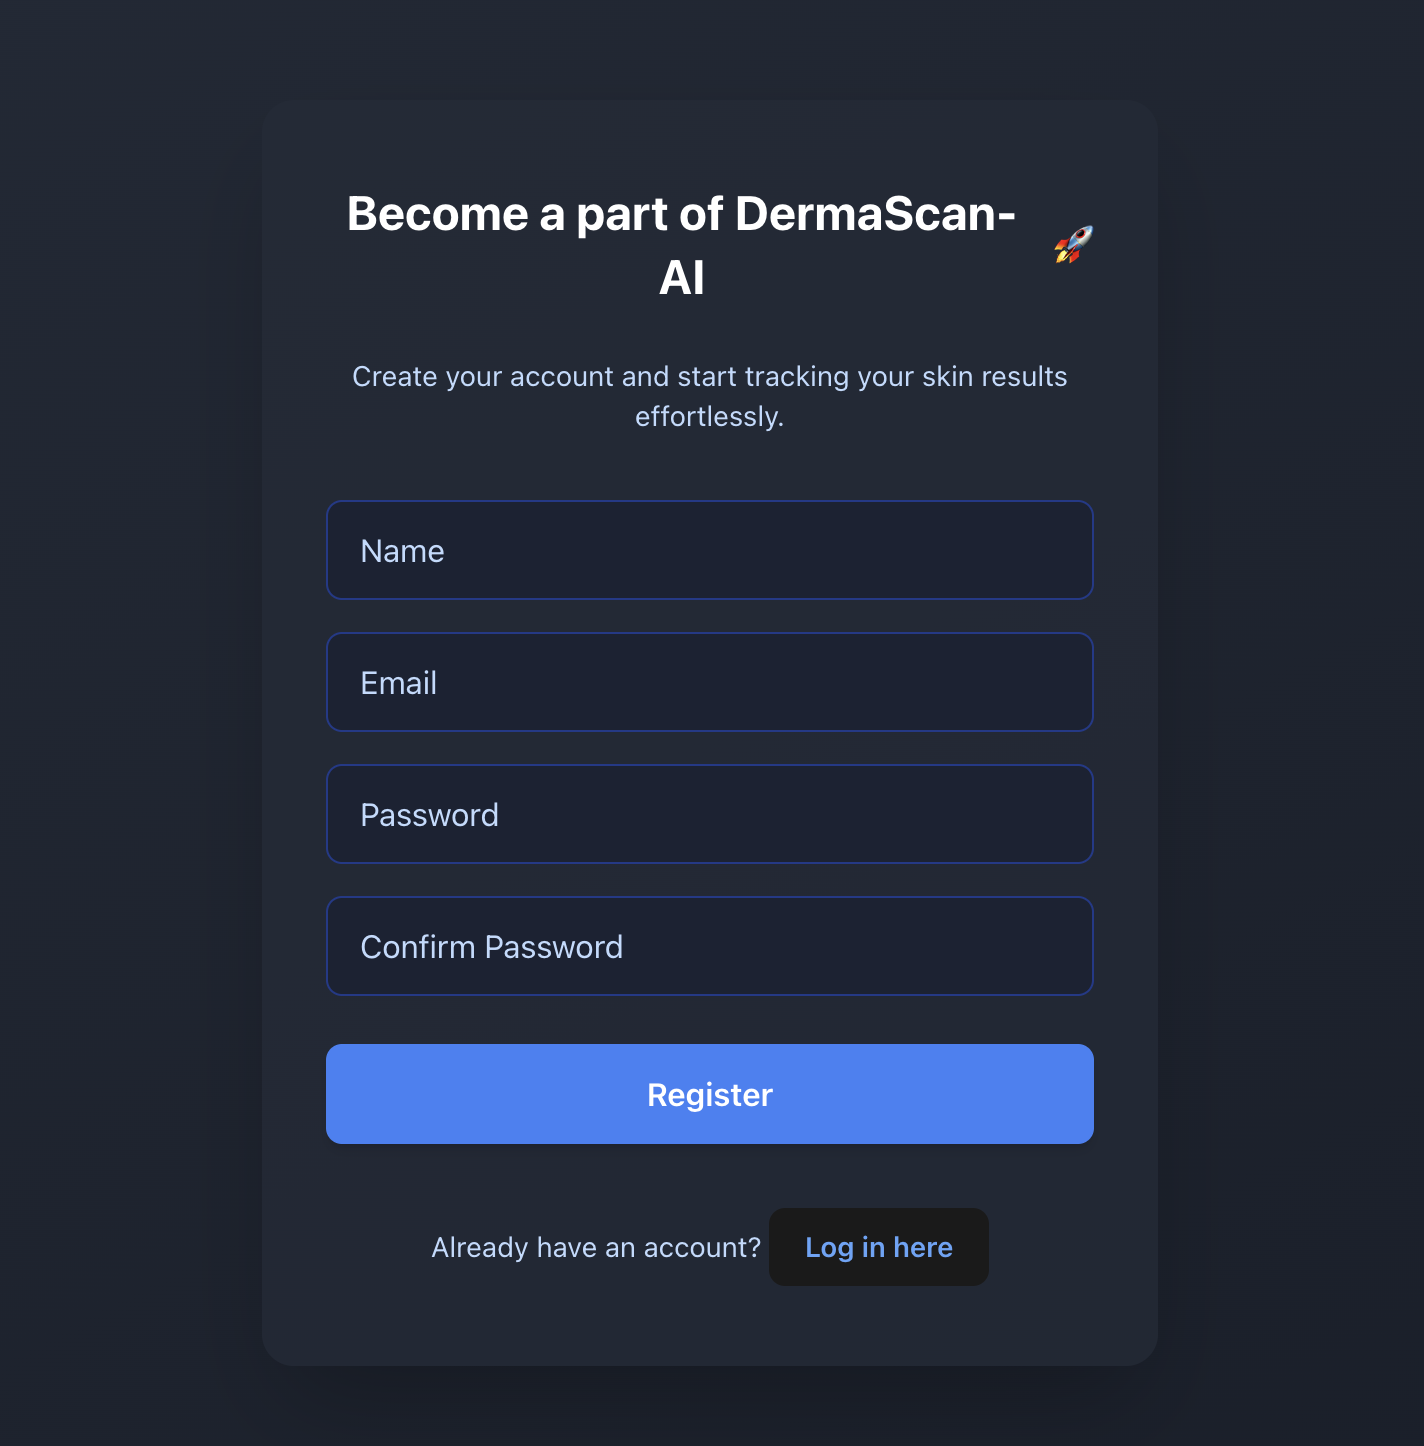 Become a part of DermaScan-
AI 🚀
Create your account and start tracking your skin results
effortlessly.
Name
Email
Password
Confirm Password
Register
Already have an account? Log in here